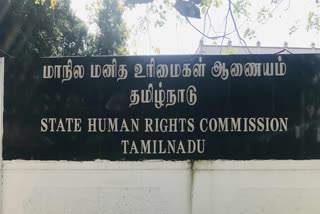 மாநில மனித உரிமைகள் ஆணையம்
தமிழ்நாடு
STATE HUMAN RIGHTS COMMISSION
TAMILNADU